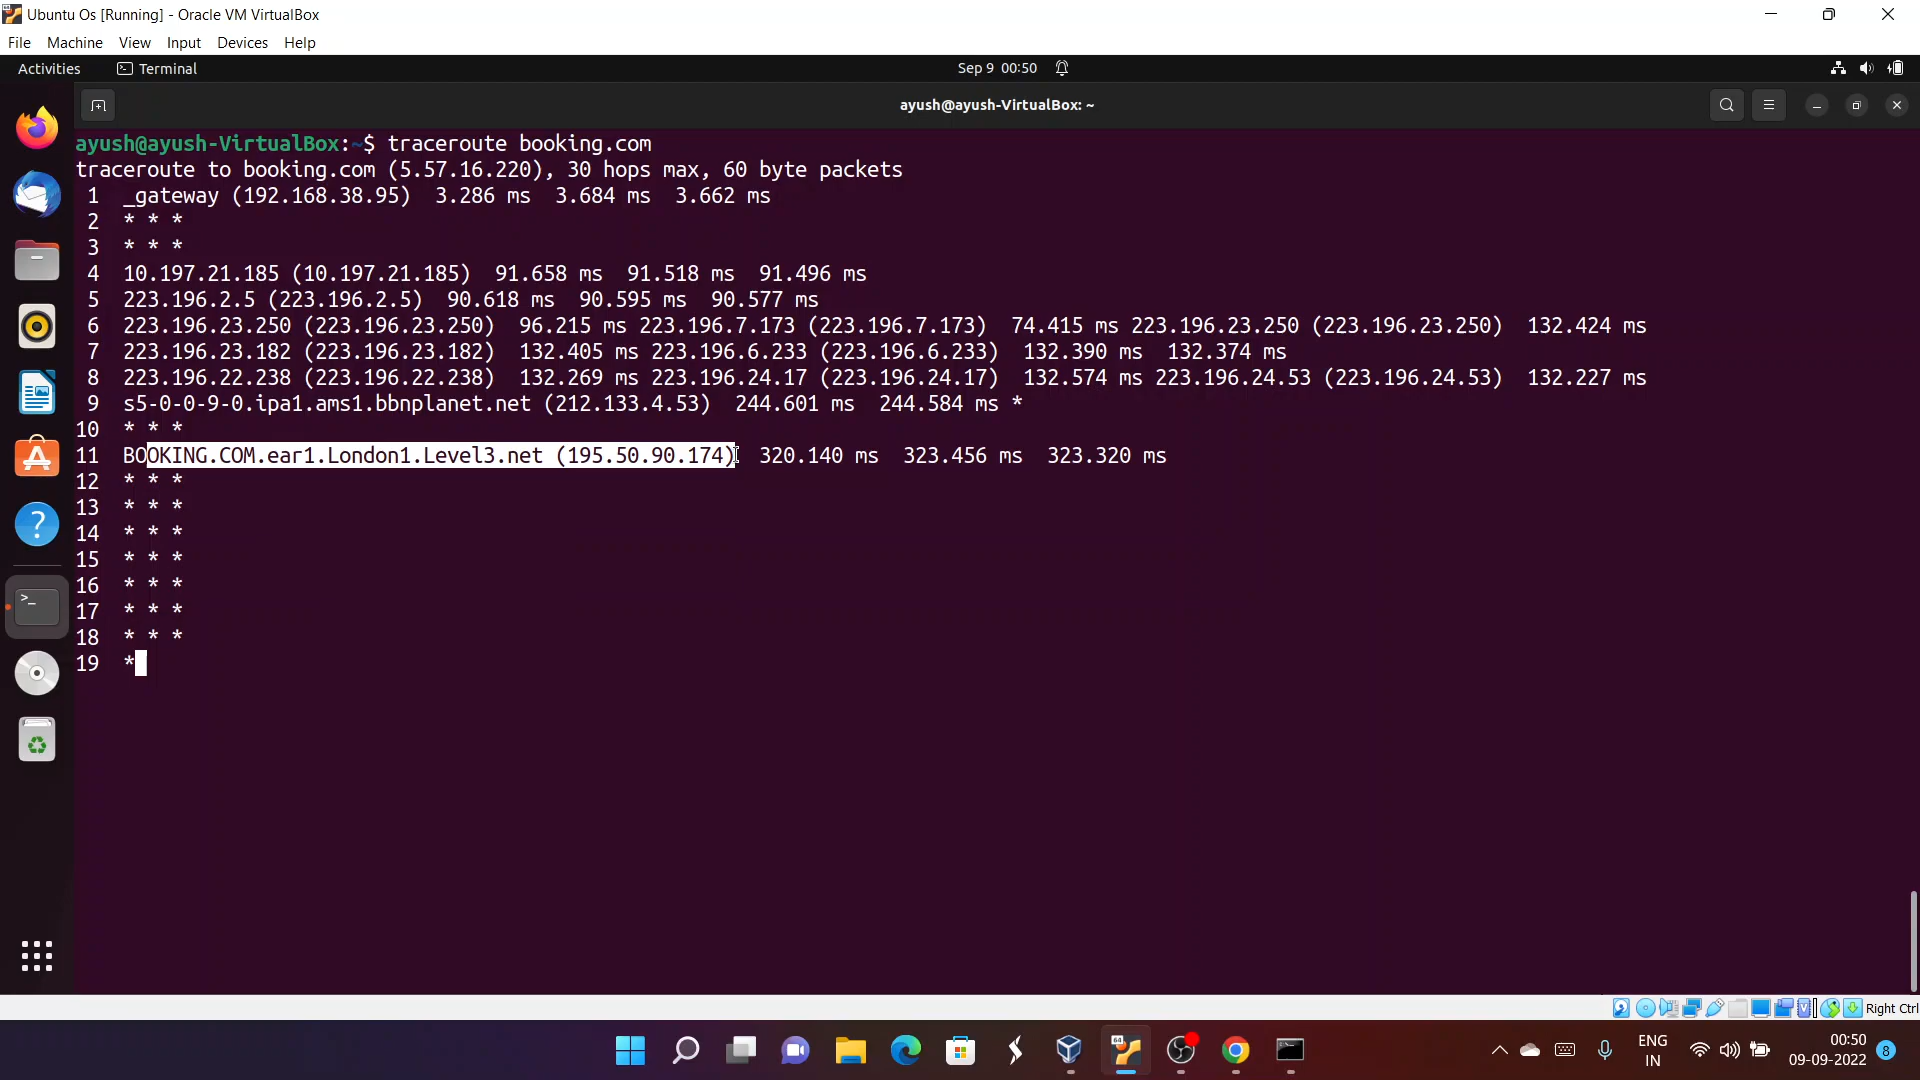 Ubuntu Os [Running] - Oracle VM VirtualBox
File Machine View Input Devices Help
Activities Terminal Sep 9 00:50
ayush@ayush-VirtualBox: ~
ayush@ayush-VirtualBox:~$ traceroute booking.com
traceroute to booking.com (5.57.16.220), 30 hops max, 60 byte packets
1 _gateway (192.168.38.95) 3.286 ms 3.684 ms 3.662 ms
2 * * *
3 * * *
4 10.197.21.185 (10.197.21.185) 91.658 ms 91.518 ms 91.496 ms
5 223.196.2.5 (223.196.2.5) 90.618 ms 90.595 ms 90.577 ms
6 223.196.23.250 (223.196.23.250) 96.215 ms 223.196.7.173 (223.196.7.173) 74.415 ms 223.196.23.250 (223.196.23.250) 132.424 ms
7 223.196.23.182 (223.196.23.182) 132.405 ms 223.196.6.233 (223.196.6.233) 132.390 ms 132.374 ms
8 223.196.22.238 (223.196.22.238) 132.269 ms 223.196.24.17 (223.196.24.17) 132.574 ms 223.196.24.53 (223.196.24.53) 132.227 ms
9 s5-0-0-9-0.ipa1.ams1.bbnplanet.net (212.133.4.53) 244.601 ms 244.584 ms *
10 * * *
11 BOOKING.COM.ear1.London1.Level3.net (195.50.90.174) 320.140 ms 323.456 ms 323.320 ms
12 * * *
13 * * *
14 * * *
15 * * *
16 * * *
17 * * *
18 * * *
19 *
Right Ctrl
ENG 00:50
IN 09-09-2022 8